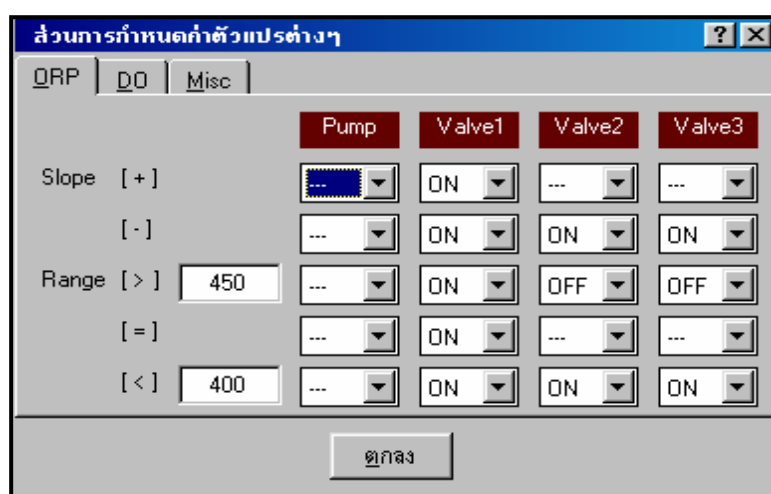 ส่วนการกำหนดค่าตัวแปรต่างๆ
ORP DO Misc
Pump Valve1 Valve2 Valve3
Slope [ + ] --- ON --- ---
[ - ] --- ON ON ON
Range [ > ] 450 --- ON OFF OFF
[ = ] --- ON --- ---
[ < ] 400 --- ON ON ON
ตกลง